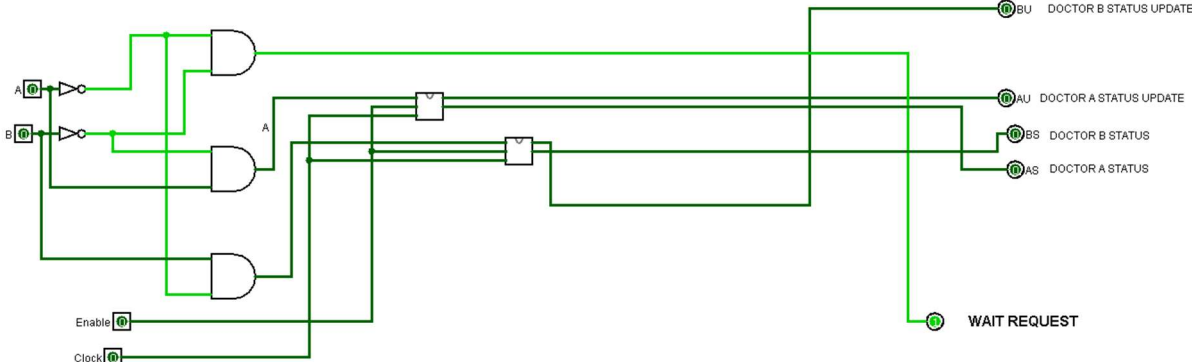 BU DOCTOR B STATUS UPDATE
A 0
AU DOCTOR A STATUS UPDATE
A
B 0
BS DOCTOR B STATUS
AS DOCTOR A STATUS
Enable 0
1 WAIT REQUEST
Clock 0